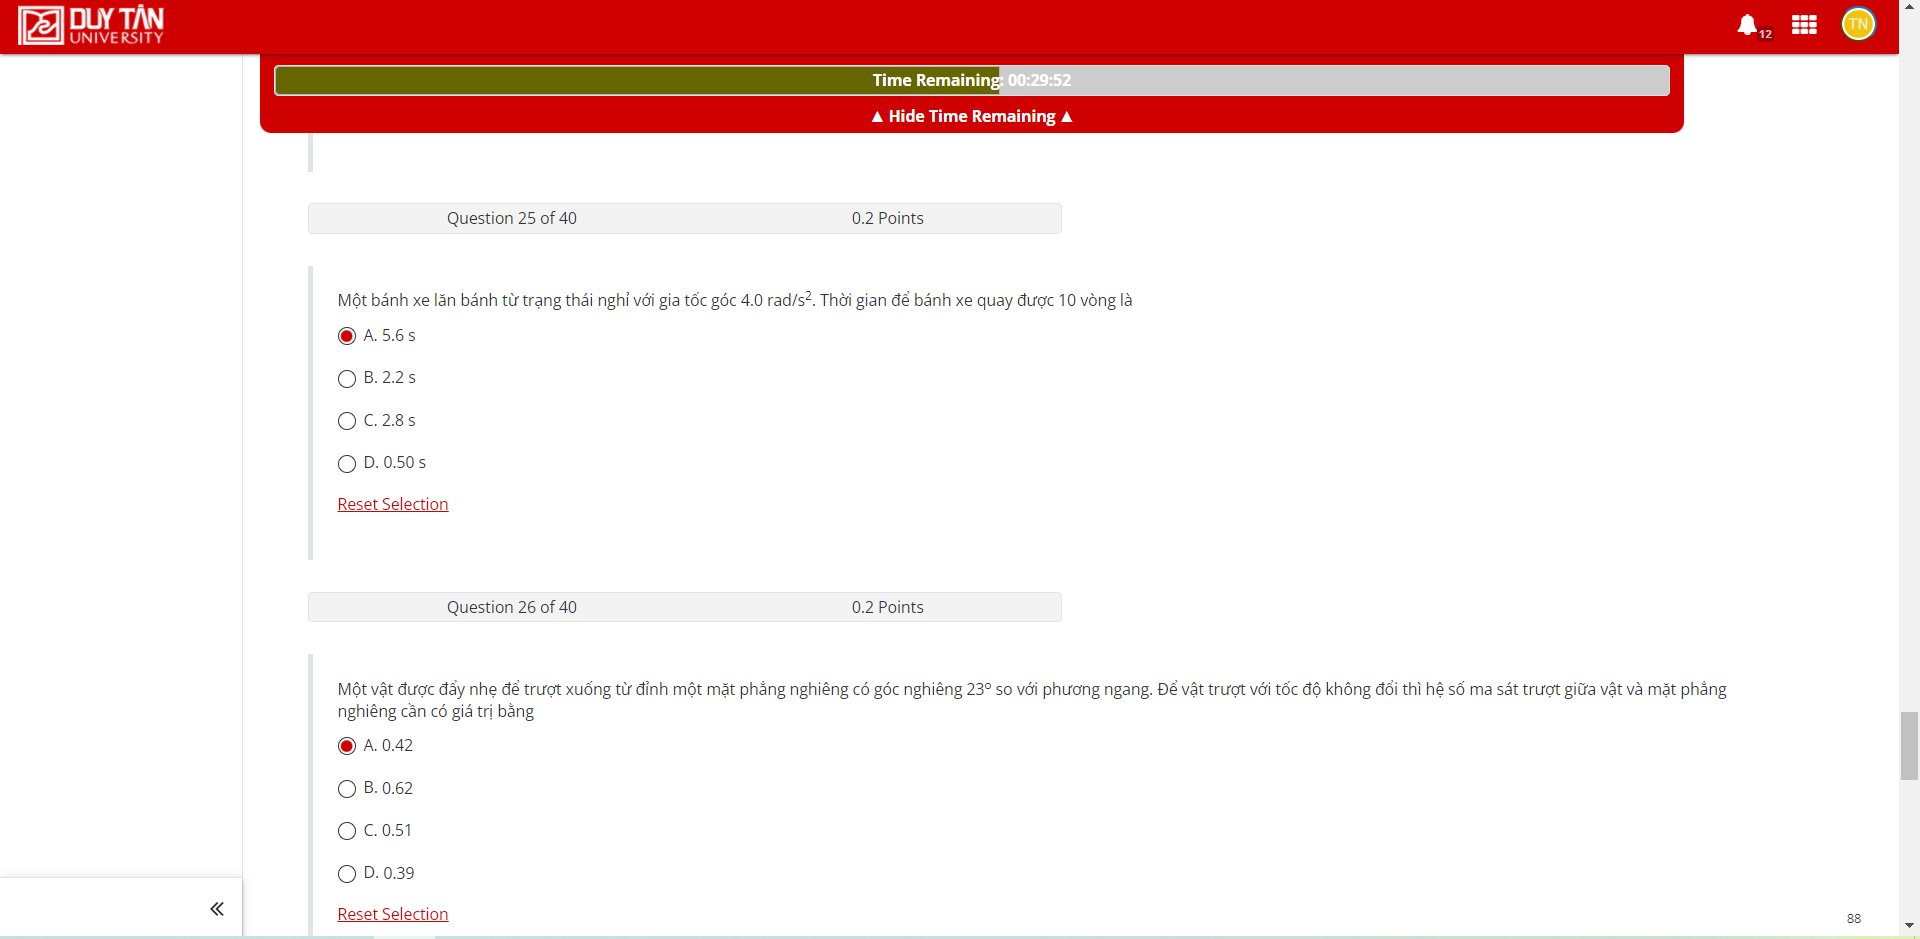 DUY TÂN
UNIVERSITY
12
TN
Time Remaining: 00:29:52
▲ Hide Time Remaining ▲
Question 25 of 40 0.2 Points
Một bánh xe lăn bánh từ trạng thái nghỉ với gia tốc góc 4.0 rad/s². Thời gian để bánh xe quay được 10 vòng là
A. 5.6 s
B. 2.2 s
C. 2.8 s
D. 0.50 s
Reset Selection
Question 26 of 40 0.2 Points
Một vật được đẩy nhẹ để trượt xuống từ đỉnh một mặt phẳng nghiêng có góc nghiêng 23º so với phương ngang. Để vật trượt với tốc độ không đổi thì hệ số ma sát trượt giữa vật và mặt phẳng
nghiêng cần có giá trị bằng
A. 0.42
B. 0.62
C. 0.51
D. 0.39
Reset Selection
88